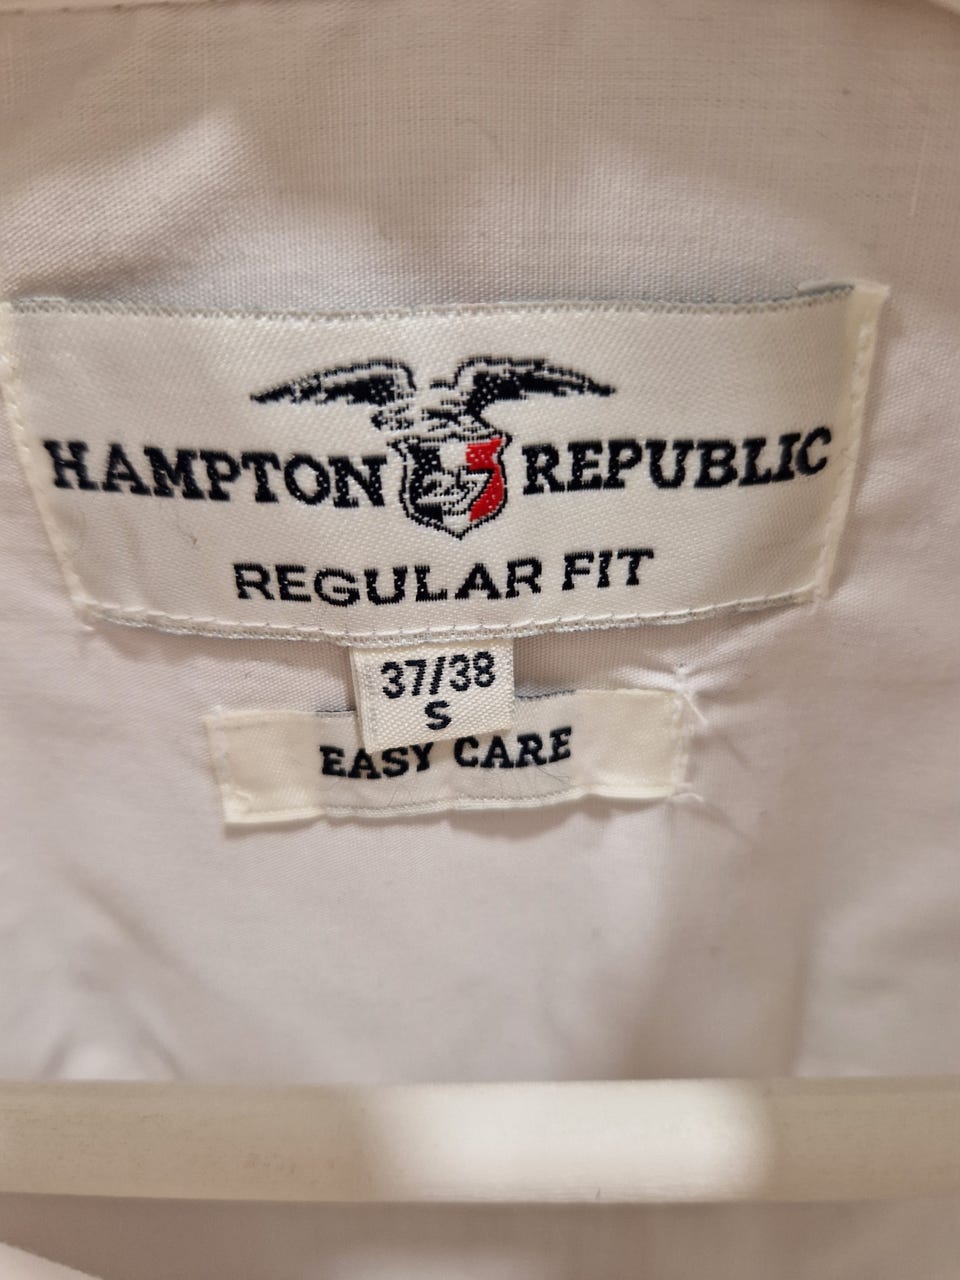 HAMPTON REPUBLIC
REGULAR FIT
37/38
S
EASY CARE